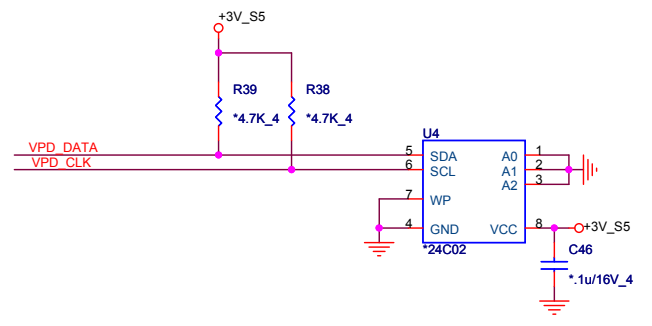 +3V_S5
R39
R38
*4.7K_4
*4.7K_4
U4
VPD_DATA
5
SDA
A0
1
VPD_CLK
6
SCL
A1
2
A2
3
7
WP
4
GND
VCC
8
+3V_S5
*24C02
C46
*.1u/16V_4